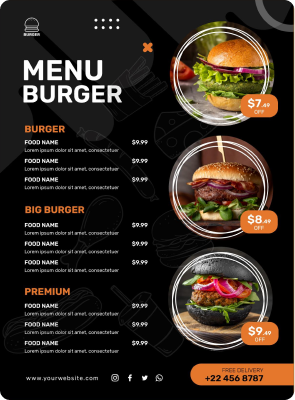 BURGER
MENU
BURGER
$7.49
OFF
BURGER
FOOD NAME $9.99
Lorem ipsum dolor sit amet, consectetuer
FOOD NAME $9.99
Lorem ipsum dolor sit amet, consectetuer
FOOD NAME $9.99
Lorem ipsum dolor sit amet, consectetuer
BIG BURGER
FOOD NAME $9.99
Lorem ipsum dolor sit amet, consectetuer
FOOD NAME $9.99
Lorem ipsum dolor sit amet, consectetuer
FOOD NAME $9.99
Lorem ipsum dolor sit amet, consectetuer
$8.49
OFF
PREMIUM
FOOD NAME $9.99
Lorem ipsum dolor sit amet, consectetuer
FOOD NAME $9.99
Lorem ipsum dolor sit amet, consectetuer
FOOD NAME $9.99
Lorem ipsum dolor sit amet, consectetuer
$9.49
OFF
www.yourwebsite.com
FREE DELIVERY
+22 456 8787